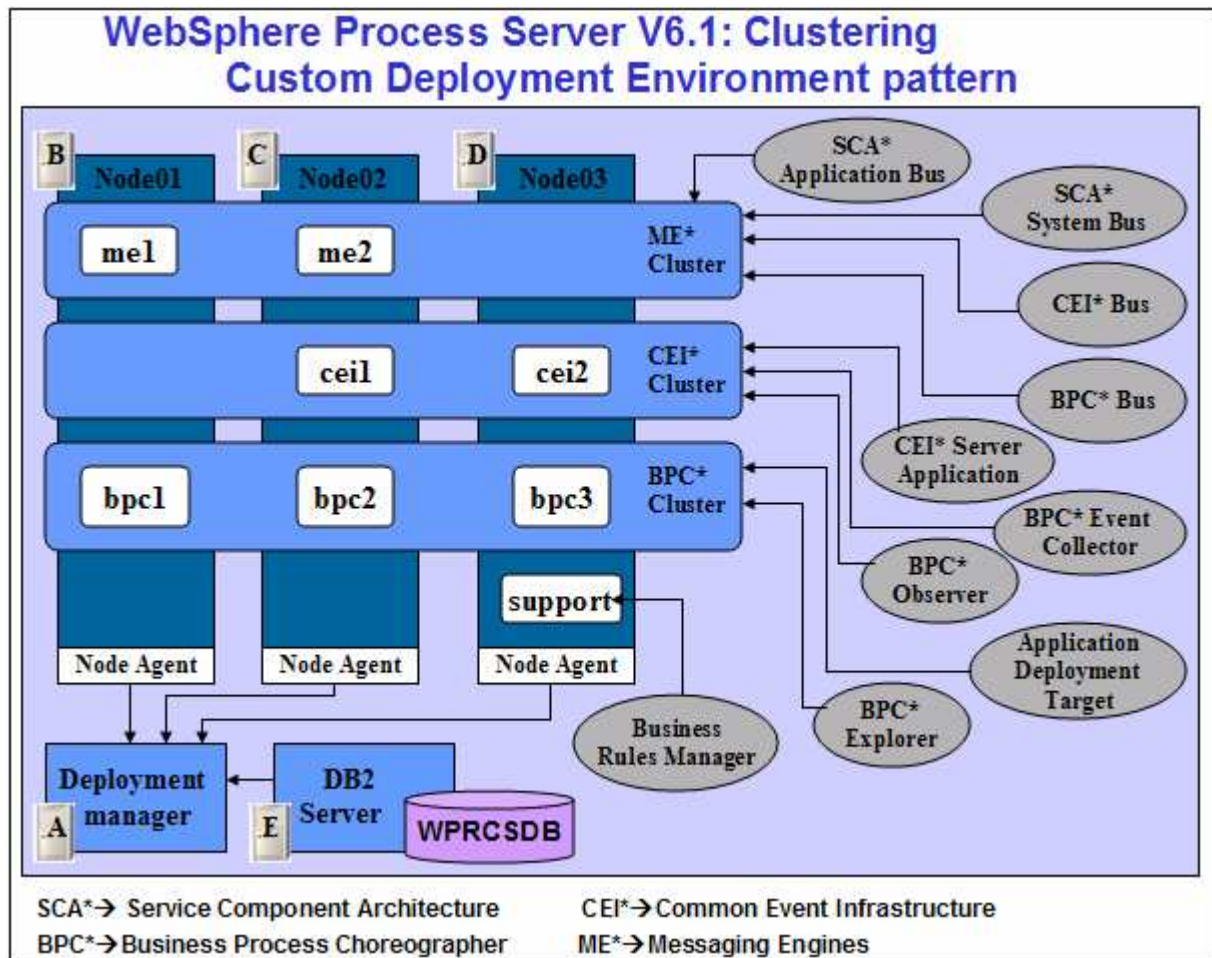 WebSphere Process Server V6.1: Clustering
Custom Deployment Environment pattern
B
C
D
Node01
Node02
Node03
SCA*
Application Bus
SCA*
System Bus
me1
me2
ME*
Cluster
CEI* Bus
cei1
cei2
CEI*
Cluster
BPC* Bus
CEI* Server
Application
bpc1
bpc2
bpc3
BPC*
Cluster
BPC* Event
Collector
BPC*
Observer
support
Node Agent
Node Agent
Node Agent
Application
Deployment
Target
Business
Rules Manager
BPC*
Explorer
Deployment
manager
A
DB2
Server
E
WPRCSDB
SCA*→ Service Component Architecture
CEI*→Common Event Infrastructure
BPC*→Business Process Choreographer
ME*→Messaging Engines